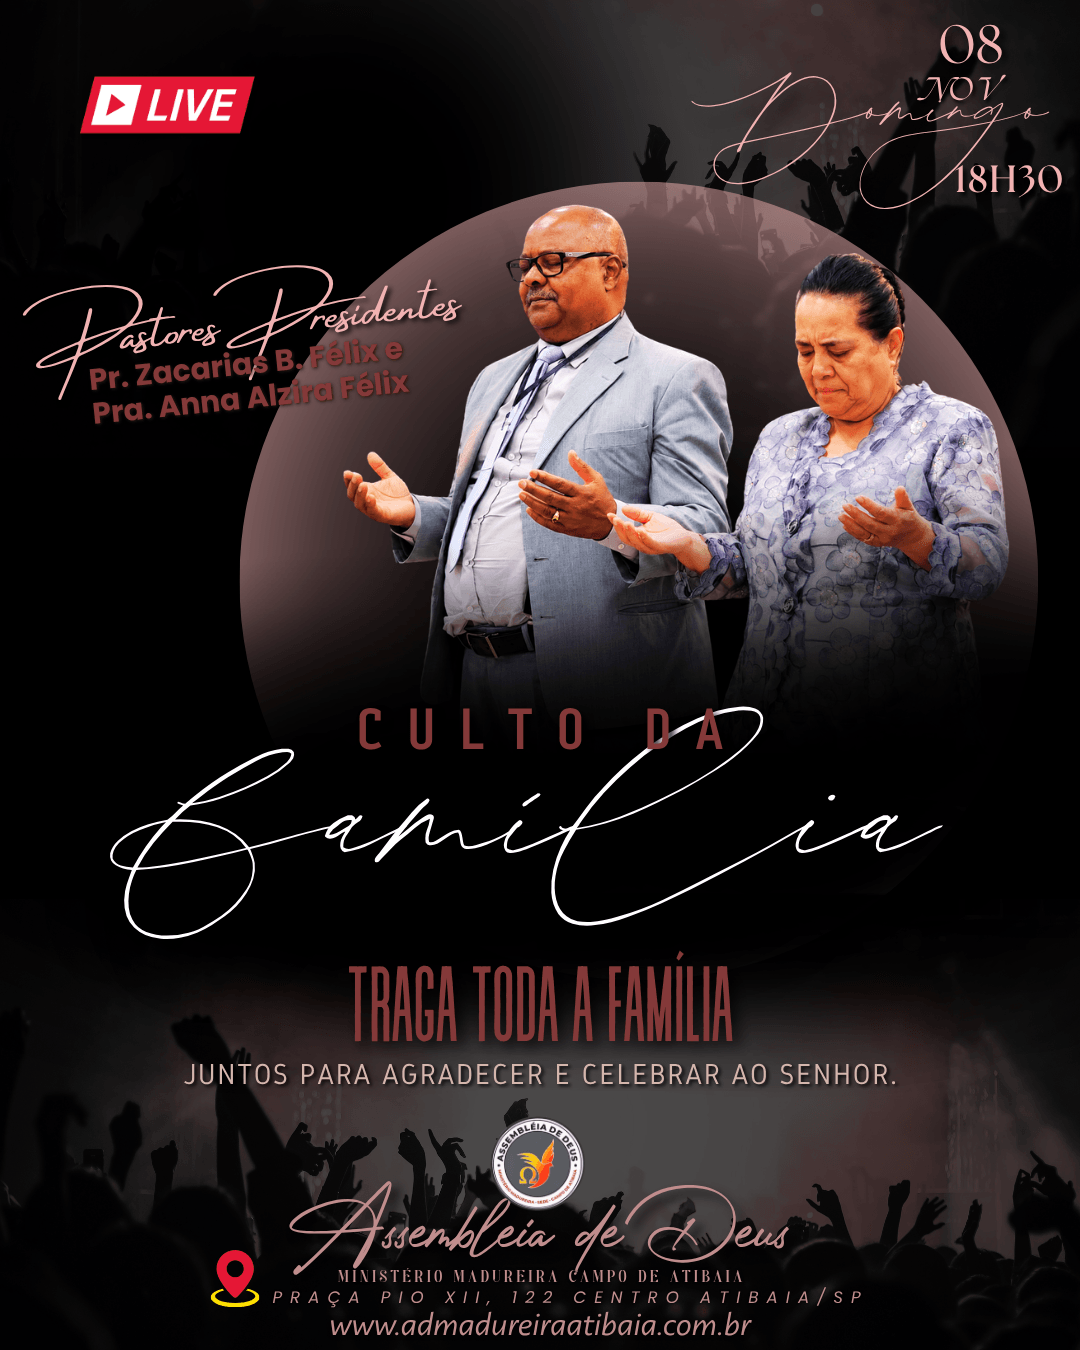 LIVE
08
NOV
Domingo
18H30
Pastores Presidentes
Pr. Zacarias B. Félix e
Pra. Anna Alzira Félix
CULTO DA
família
TRAGA TODA A FAMÍLIA
JUNTOS PARA AGRADECER E CELEBRAR AO SENHOR.
ASSEMBLÉIA DE DEUS
Assembleia de Deus
MINISTÉRIO MADUREIRA CAMPO DE ATIBAIA
PRAÇA PIO XII, 122 CENTRO ATIBAIA/SP
www.admadureiraatibaia.com.br